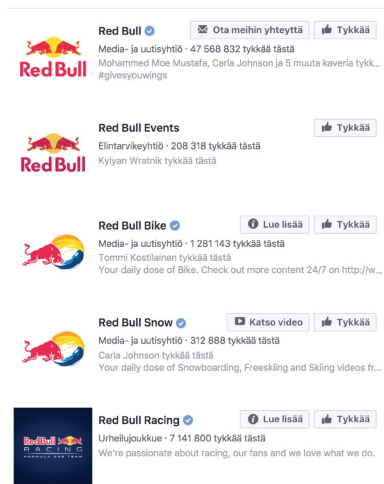 Red Bull
Ota meihin yhteyttä
Tykkää
Media- ja uutisyhtiö · 47 568 832 tykkää tästä
Mohammed Moe Mustafa, Carla Johnson ja 5 muuta kaveria tykk...
#givesyouwings
Red Bull
Red Bull Events
Tykkää
Elintarvikeyhtiö · 208 318 tykkää tästä
Kylyan Wratnik tykkää tästä
Red Bull
Red Bull Bike
Lue lisää
Tykkää
Media- ja uutisyhtiö · 1 281 143 tykkää tästä
Tommi Kostilainen tykkää tästä
Your daily dose of Bike. Check out more content 24/7 on http://w...
Red Bull Snow
Katso video
Tykkää
Media- ja uutisyhtiö · 312 888 tykkää tästä
Carla Johnson tykkää tästä
Your daily dose of Snowboarding, Freeskiing and Skiing videos fr...
Red Bull Racing
Lue lisää
Tykkää
Urheilujoukkue · 7 141 800 tykkää tästä
We're passionate about racing, our fans and we love what we do.
Red Bull
RACING
FORMULA ONE TEAM